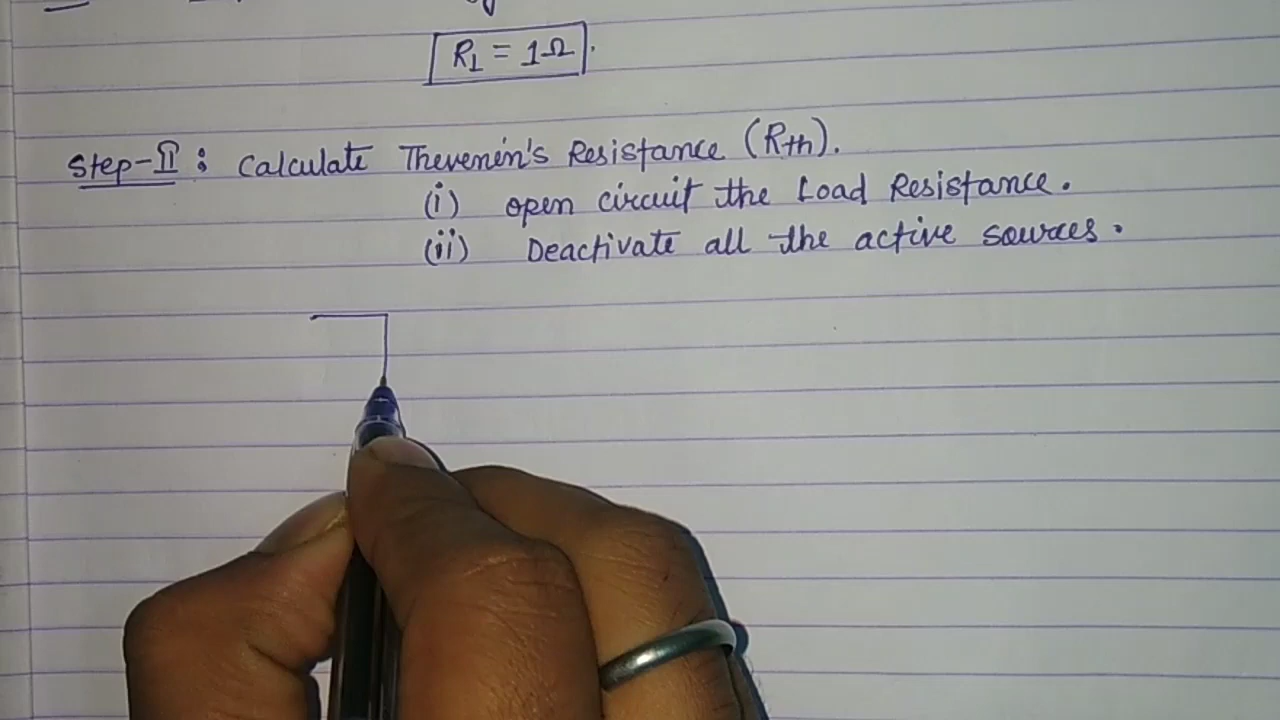 R_L = 1Ω.
Step-II : Calculate Thevenin's Resistance (Rth).
(i) open circuit the Load Resistance.
(ii) Deactivate all the active sources.